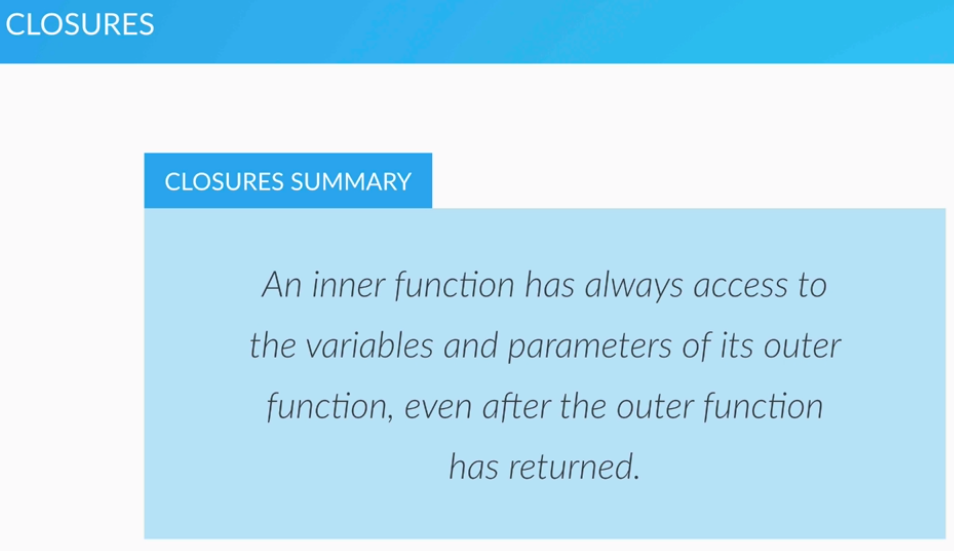 CLOSURES
CLOSURES SUMMARY
An inner function has always access to
the variables and parameters of its outer
function, even after the outer function
has returned.